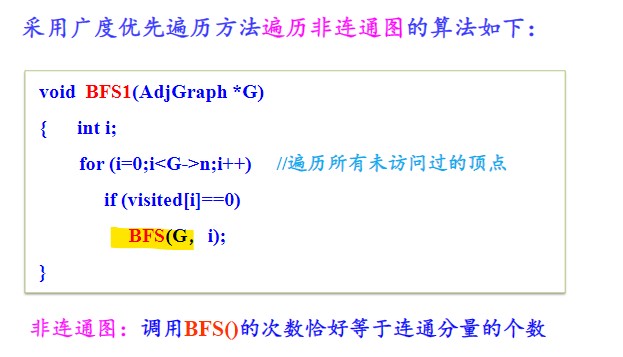 采用广度优先遍历方法遍历非连通图的算法如下：
void BFS1(AdjGraph *G)
{ int i;
for (i=0;i<G->n;i++) //遍历所有未访问过的顶点
if (visited[i]==0)
BFS(G，i);
}
非连通图：调用BFS()的次数恰好等于连通分量的个数